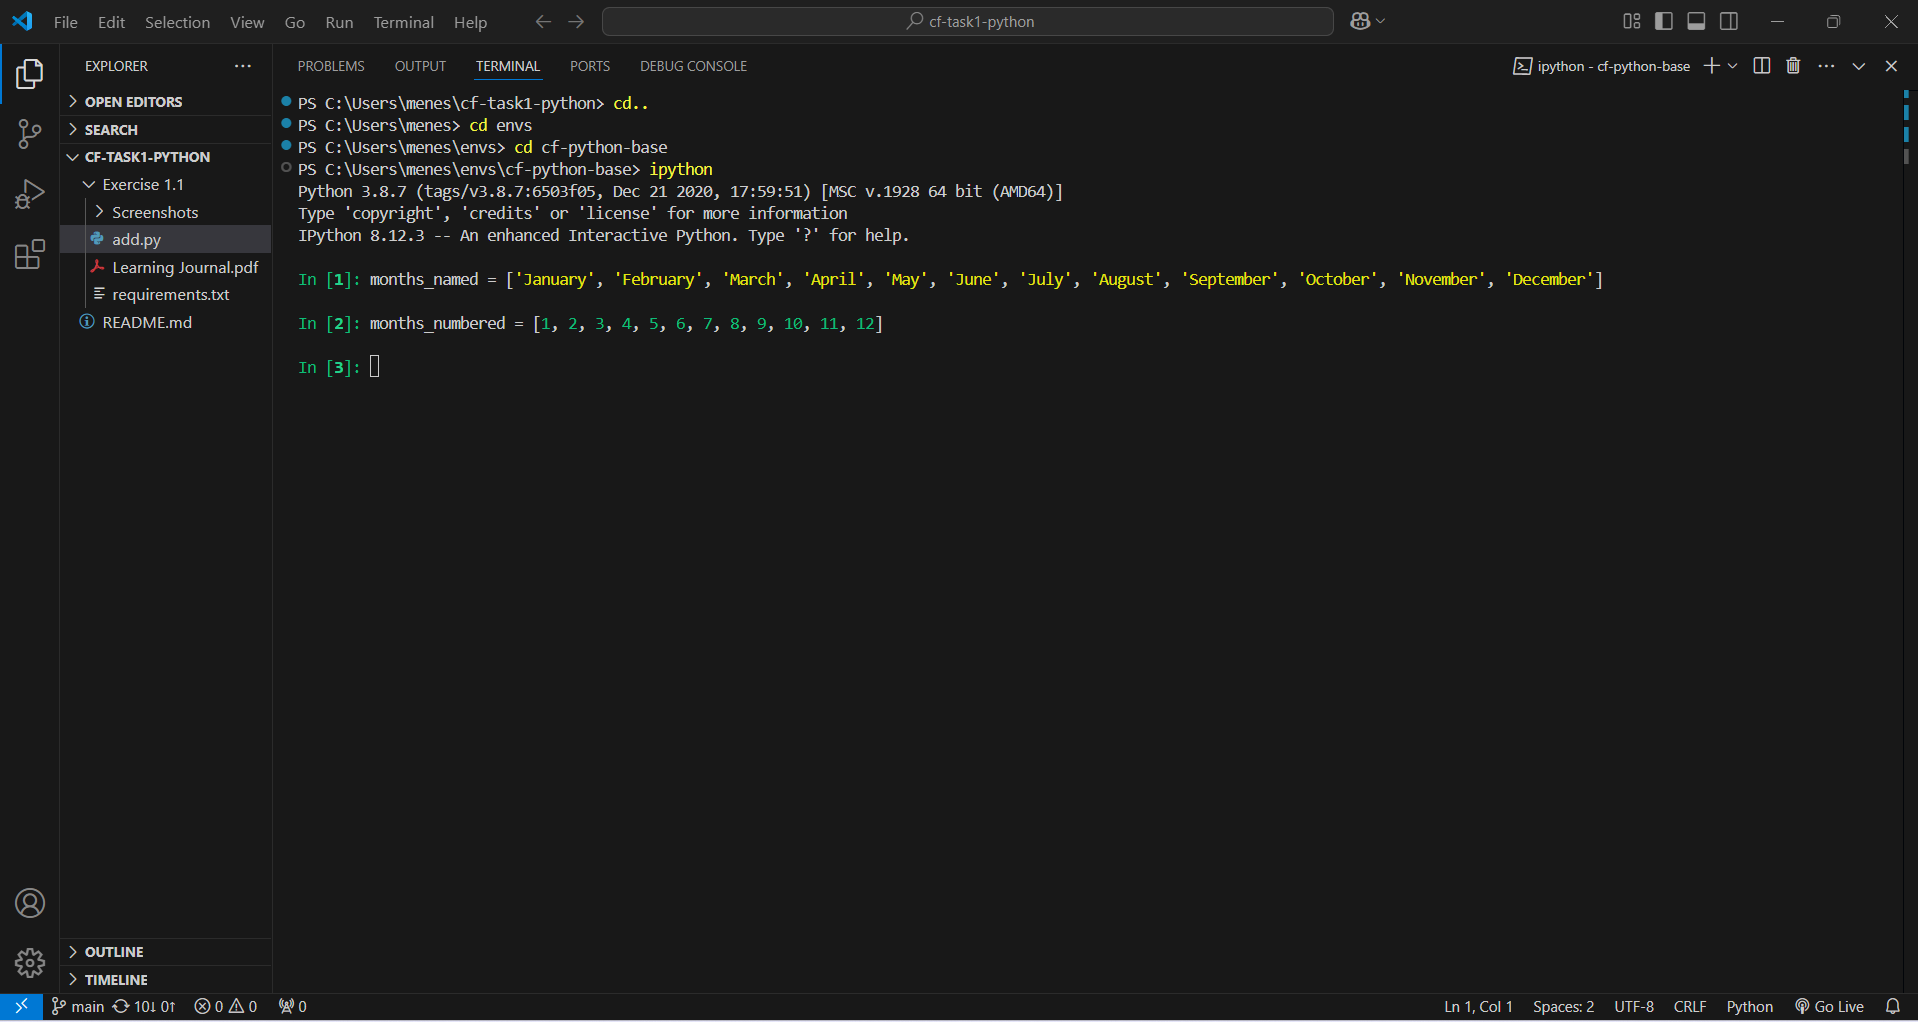 File Edit Selection View Go Run Terminal Help
cf-task1-python
EXPLORER
OPEN EDITORS
SEARCH
CF-TASK1-PYTHON
Exercise 1.1
Screenshots
add.py
Learning Journal.pdf
requirements.txt
README.md
OUTLINE
TIMELINE
PROBLEMS OUTPUT TERMINAL PORTS DEBUG CONSOLE
ipython - cf-python-base
PS C:\Users\menes\cf-task1-python> cd..
PS C:\Users\menes> cd envs
PS C:\Users\menes\envs> cd cf-python-base
PS C:\Users\menes\envs\cf-python-base> ipython
Python 3.8.7 (tags/v3.8.7:6503f05, Dec 21 2020, 17:59:51) [MSC v.1928 64 bit (AMD64)]
Type 'copyright', 'credits' or 'license' for more information
IPython 8.12.3 -- An enhanced Interactive Python. Type '?' for help.
In [1]: months_named = ['January', 'February', 'March', 'April', 'May', 'June', 'July', 'August', 'September', 'October', 'November', 'December']
In [2]: months_numbered = [1, 2, 3, 4, 5, 6, 7, 8, 9, 10, 11, 12]
In [3]:
main 10↓ 0↑ 0 0 0
Ln 1, Col 1 Spaces: 2 UTF-8 CRLF Python Go Live